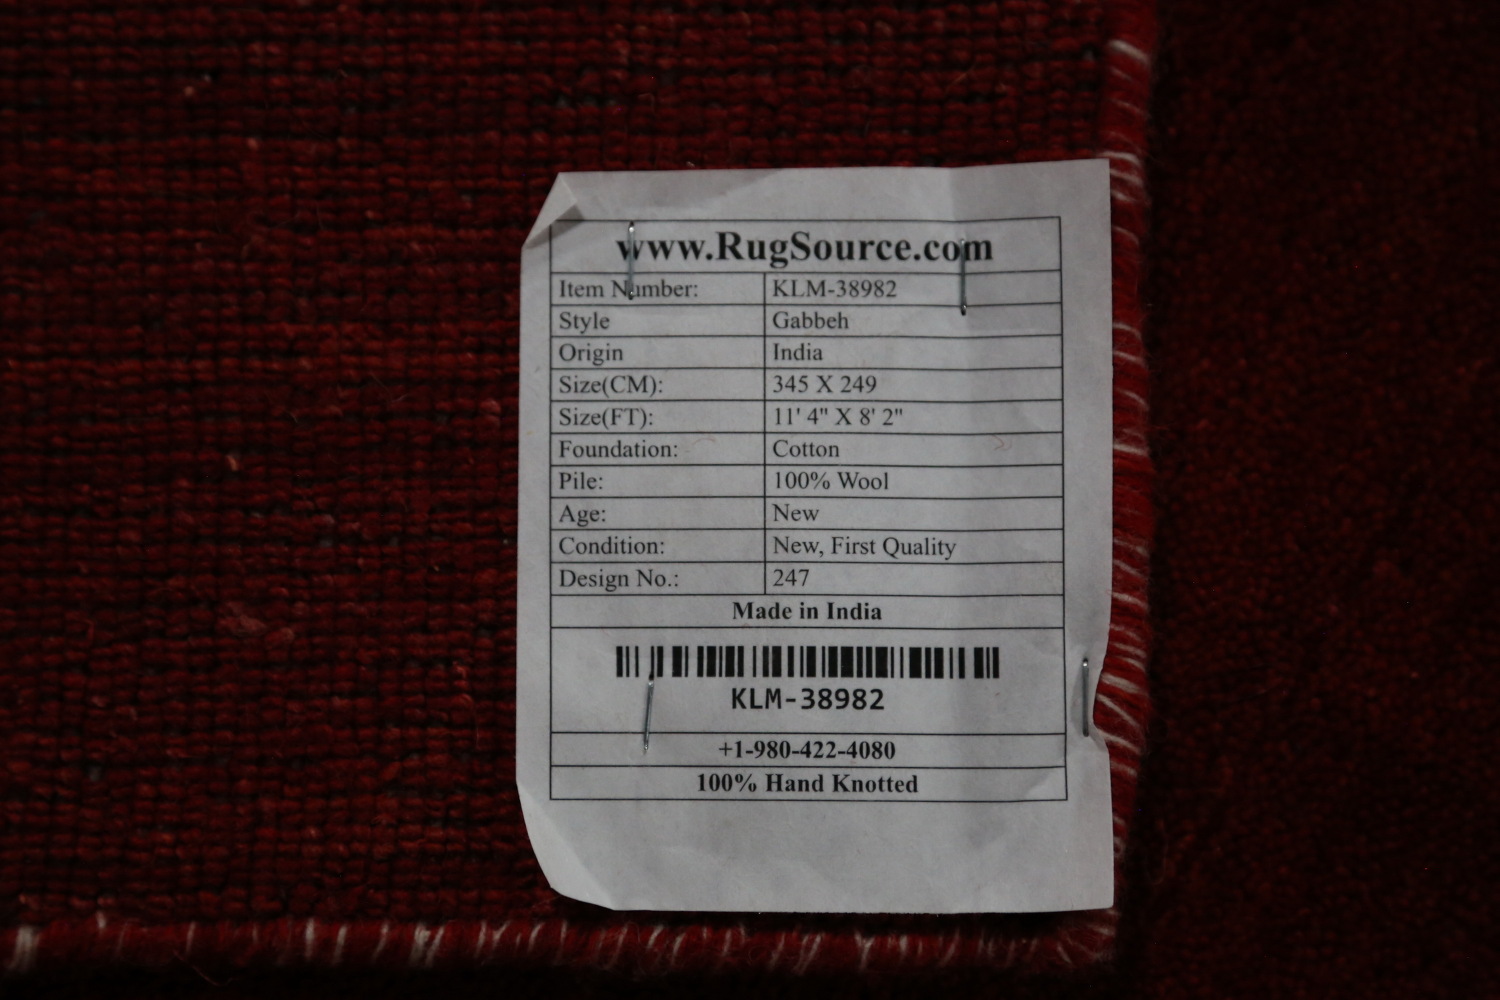 www.RugSource.com
Item Number: KLM-38982
Style Gabbeh
Origin India
Size(CM): 345 X 249
Size(FT): 11' 4" X 8' 2"
Foundation: Cotton
Pile: 100% Wool
Age: New
Condition: New, First Quality
Design No.: 247
Made in India
KLM-38982
+1-980-422-4080
100% Hand Knotted